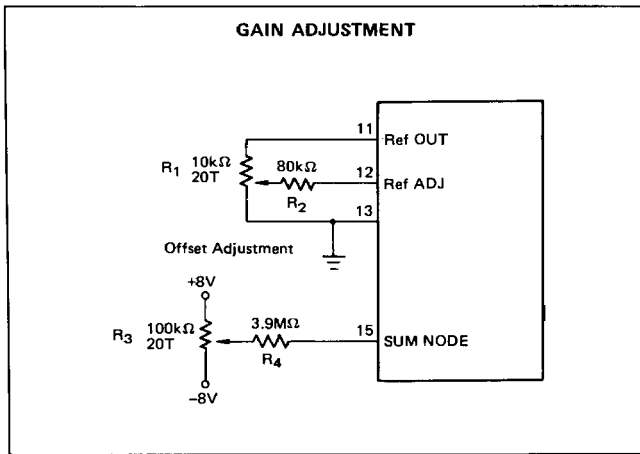 GAIN ADJUSTMENT
11
Ref OUT
R1 10kΩ
20T
80kΩ
R2
12
Ref ADJ
13
Offset Adjustment
+8V
R3 100kΩ
20T
3.9MΩ
R4
15
SUM NODE
−8V